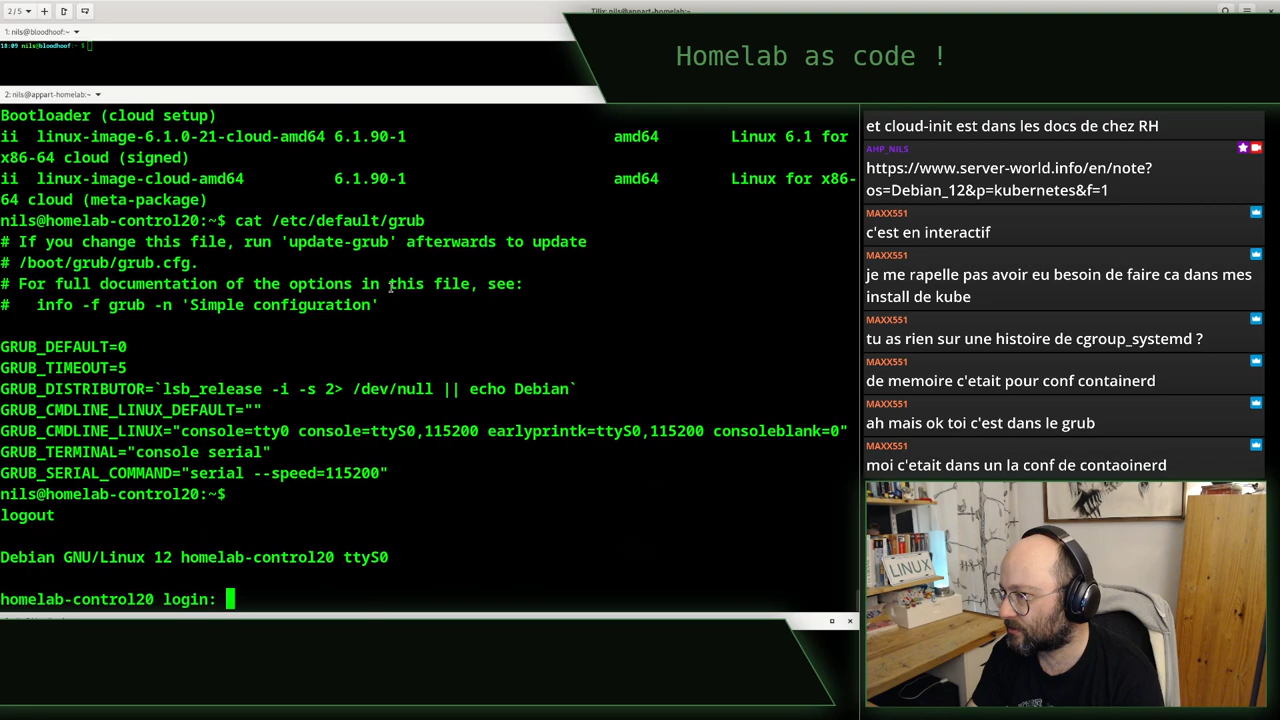 2 / 5
Tilix: nils@appart-homelab:~
1: nils@bloodhoof:~
18:09 nils@bloodhoof:~ $
Homelab as code !
2: nils@appart-homelab:~
Bootloader (cloud setup)
ii  linux-image-6.1.0-21-cloud-amd64 6.1.90-1                       amd64        Linux 6.1 for
x86-64 cloud (signed)
ii  linux-image-cloud-amd64          6.1.90-1                       amd64        Linux for x86-
64 cloud (meta-package)
nils@homelab-control20:~$ cat /etc/default/grub
# If you change this file, run 'update-grub' afterwards to update
# /boot/grub/grub.cfg.
# For full documentation of the options in this file, see:
#   info -f grub -n 'Simple configuration'
GRUB_DEFAULT=0
GRUB_TIMEOUT=5
GRUB_DISTRIBUTOR=`lsb_release -i -s 2> /dev/null || echo Debian`
GRUB_CMDLINE_LINUX_DEFAULT=""
GRUB_CMDLINE_LINUX="console=tty0 console=ttyS0,115200 earlyprintk=ttyS0,115200 consoleblank=0"
GRUB_TERMINAL="console serial"
GRUB_SERIAL_COMMAND="serial --speed=115200"
nils@homelab-control20:~$
logout
Debian GNU/Linux 12 homelab-control20 ttyS0
homelab-control20 login:
et cloud-init est dans les docs de chez RH
AHP_NILS
https://www.server-world.info/en/note?
os=Debian_12&p=kubernetes&f=1
MAXX551
c'est en interactif
MAXX551
je me rapelle pas avoir eu besoin de faire ca dans mes
install de kube
MAXX551
tu as rien sur une histoire de cgroup_systemd ?
MAXX551
de memoire c'etait pour conf containerd
MAXX551
ah mais ok toi c'est dans le grub
MAXX551
moi c'etait dans un la conf de contaoinerd
LINUX